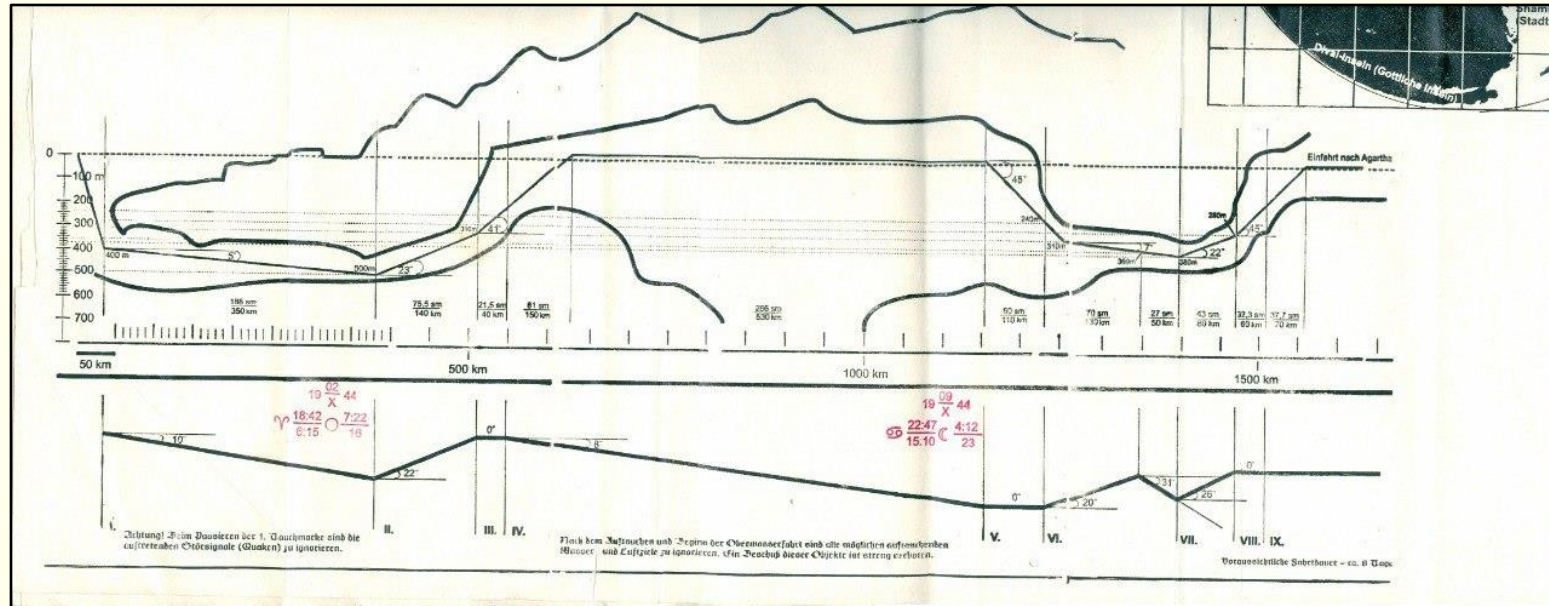 Sham
(Stadt
Dival-Inseln (Gottliche Inseln)
0
100 m
200
300
400
500
600
700
Einfahrt nach Agartha
400 m
5°
500m
23°
310m
41°
45°
240m
310m
7°
350m
380m
22°
280m
45°
350 km
75,5 sm
140 km
21,5 sm
40 km
81 sm
150 km
286 sm
530 km
60 sm
110 km
70 sm
130 km
27 sm
50 km
43 sm
80 km
32,3 sm
60 km
37,7 sm
70 km
50 km
500 km
1000 km
1500 km
19 02/X 44
♈ 18:42/6:15 7:22/16
19 09/X 44
♋ 22:47/15:10 ☾ 4:12/23
10°
22°
0°
8°
0°
20°
31°
26°
0°
I.
II.
III.
IV.
V.
VI.
VII.
VIII.
IX.
Achtung! Beim Passieren der 1. Tauchmarke sind die
auftretenden Störsignale (Quaken) zu ignorieren.
Nach dem Auftauchen und Beginn der Oberwasserfahrt sind alle möglichen auftauchenden
Wasser- und Luftziele zu ignorieren. Ein Beschuß dieser Objekte ist streng verboten.
Voraussichtliche Fahrtdauer - ca. 8 Tage